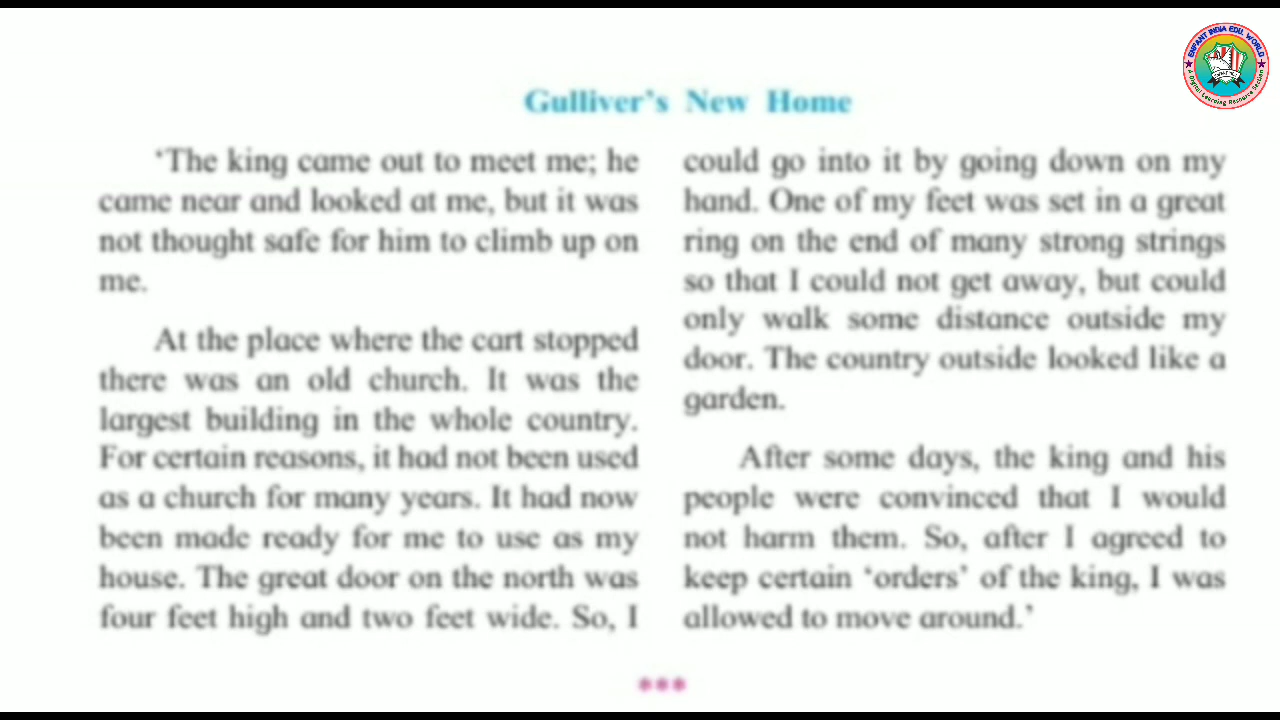 ENFANT INDIA EDU. WORLD
A Digital Learning Resource Section
Gulliver's New Home
'The king came out to meet me; he
came near and looked at me, but it was
not thought safe for him to climb up on
me.
At the place where the cart stopped
there was an old church. It was the
largest building in the whole country.
For certain reasons, it had not been used
as a church for many years. It had now
been made ready for me to use as my
house. The great door on the north was
four feet high and two feet wide. So, I
could go into it by going down on my
hand. One of my feet was set in a great
ring on the end of many strong strings
so that I could not get away, but could
only walk some distance outside my
door. The country outside looked like a
garden.
After some days, the king and his
people were convinced that I would
not harm them. So, after I agreed to
keep certain 'orders' of the king, I was
allowed to move around.'